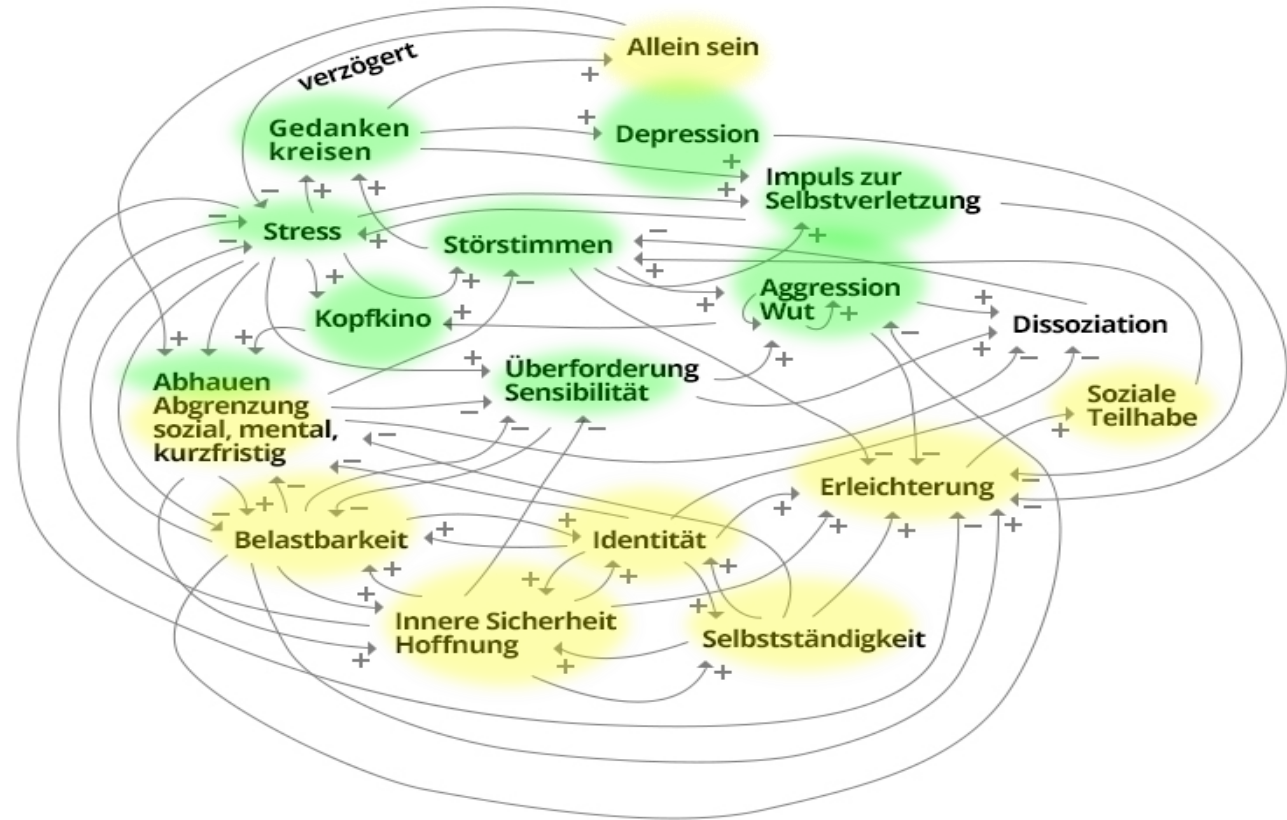 Allein sein
verzögert
Gedanken
kreisen
Depression
Impuls zur
Selbstverletzung
Stress
Störstimmen
Aggression
Wut
Kopfkino
Dissoziation
Abhauen
Abgrenzung
sozial, mental,
kurzfristig
Überforderung
Sensibilität
Soziale
Teilhabe
Erleichterung
Belastbarkeit
Identität
Innere Sicherheit
Hoffnung
Selbstständigkeit